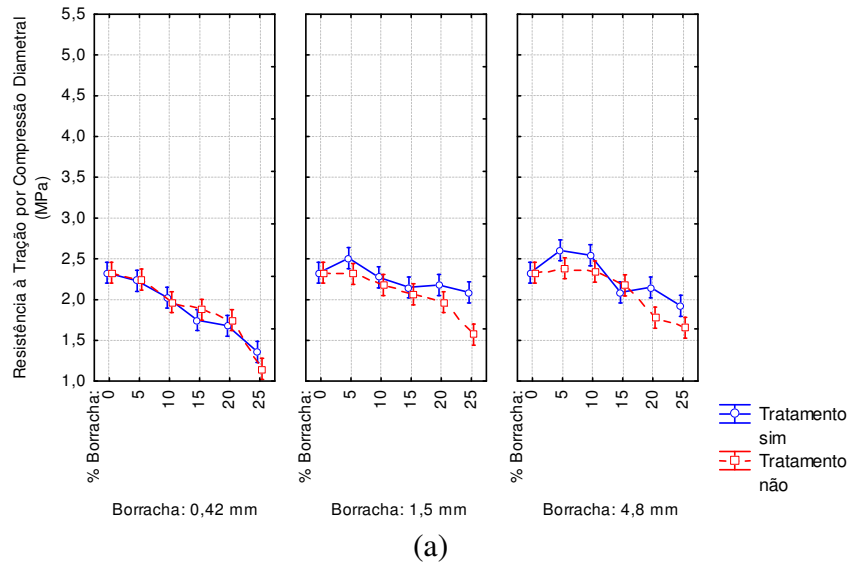 Resistência à Tração por Compressão Diametral
(MPa)
5,5
5,0
4,5
4,0
3,5
3,0
2,5
2,0
1,5
1,0
% Borracha: 0 5 10 15 20 25
% Borracha: 0 5 10 15 20 25
% Borracha: 0 5 10 15 20 25
Borracha: 0,42 mm
Borracha: 1,5 mm
Borracha: 4,8 mm
Tratamento
sim
Tratamento
não
(a)